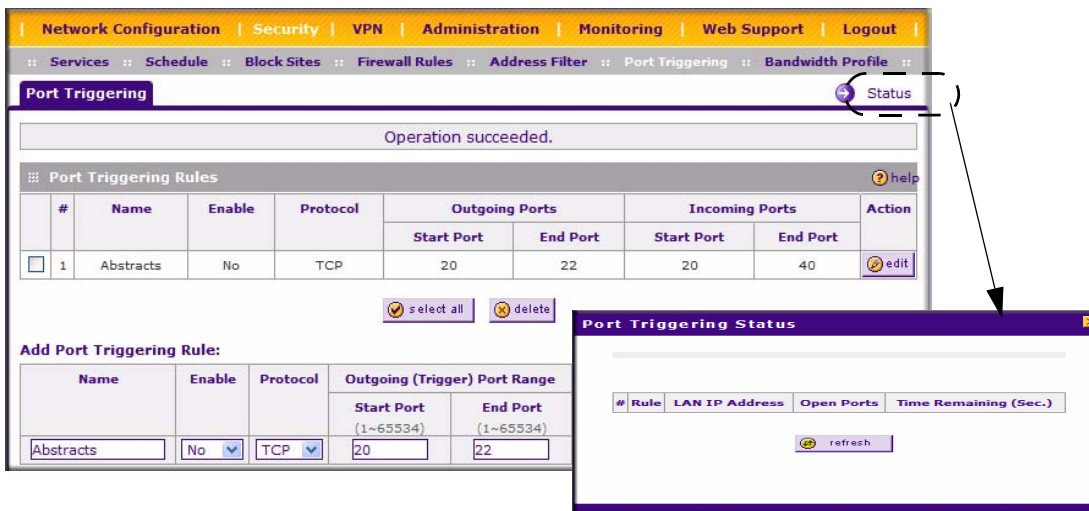 Network Configuration | Security | VPN | Administration | Monitoring | Web Support | Logout
:: Services :: Schedule :: Block Sites :: Firewall Rules :: Address Filter :: Port Triggering :: Bandwidth Profile ::
Port Triggering
Status
Operation succeeded.
Port Triggering Rules
help
# Name Enable Protocol Outgoing Ports Incoming Ports Action
Start Port End Port Start Port End Port
1 Abstracts No TCP 20 22 20 40 edit
select all delete
Add Port Triggering Rule:
Name Enable Protocol Outgoing (Trigger) Port Range
Start Port End Port
(1~65534) (1~65534)
Abstracts No TCP 20 22
Port Triggering Status
# Rule LAN IP Address Open Ports Time Remaining (Sec.)
refresh